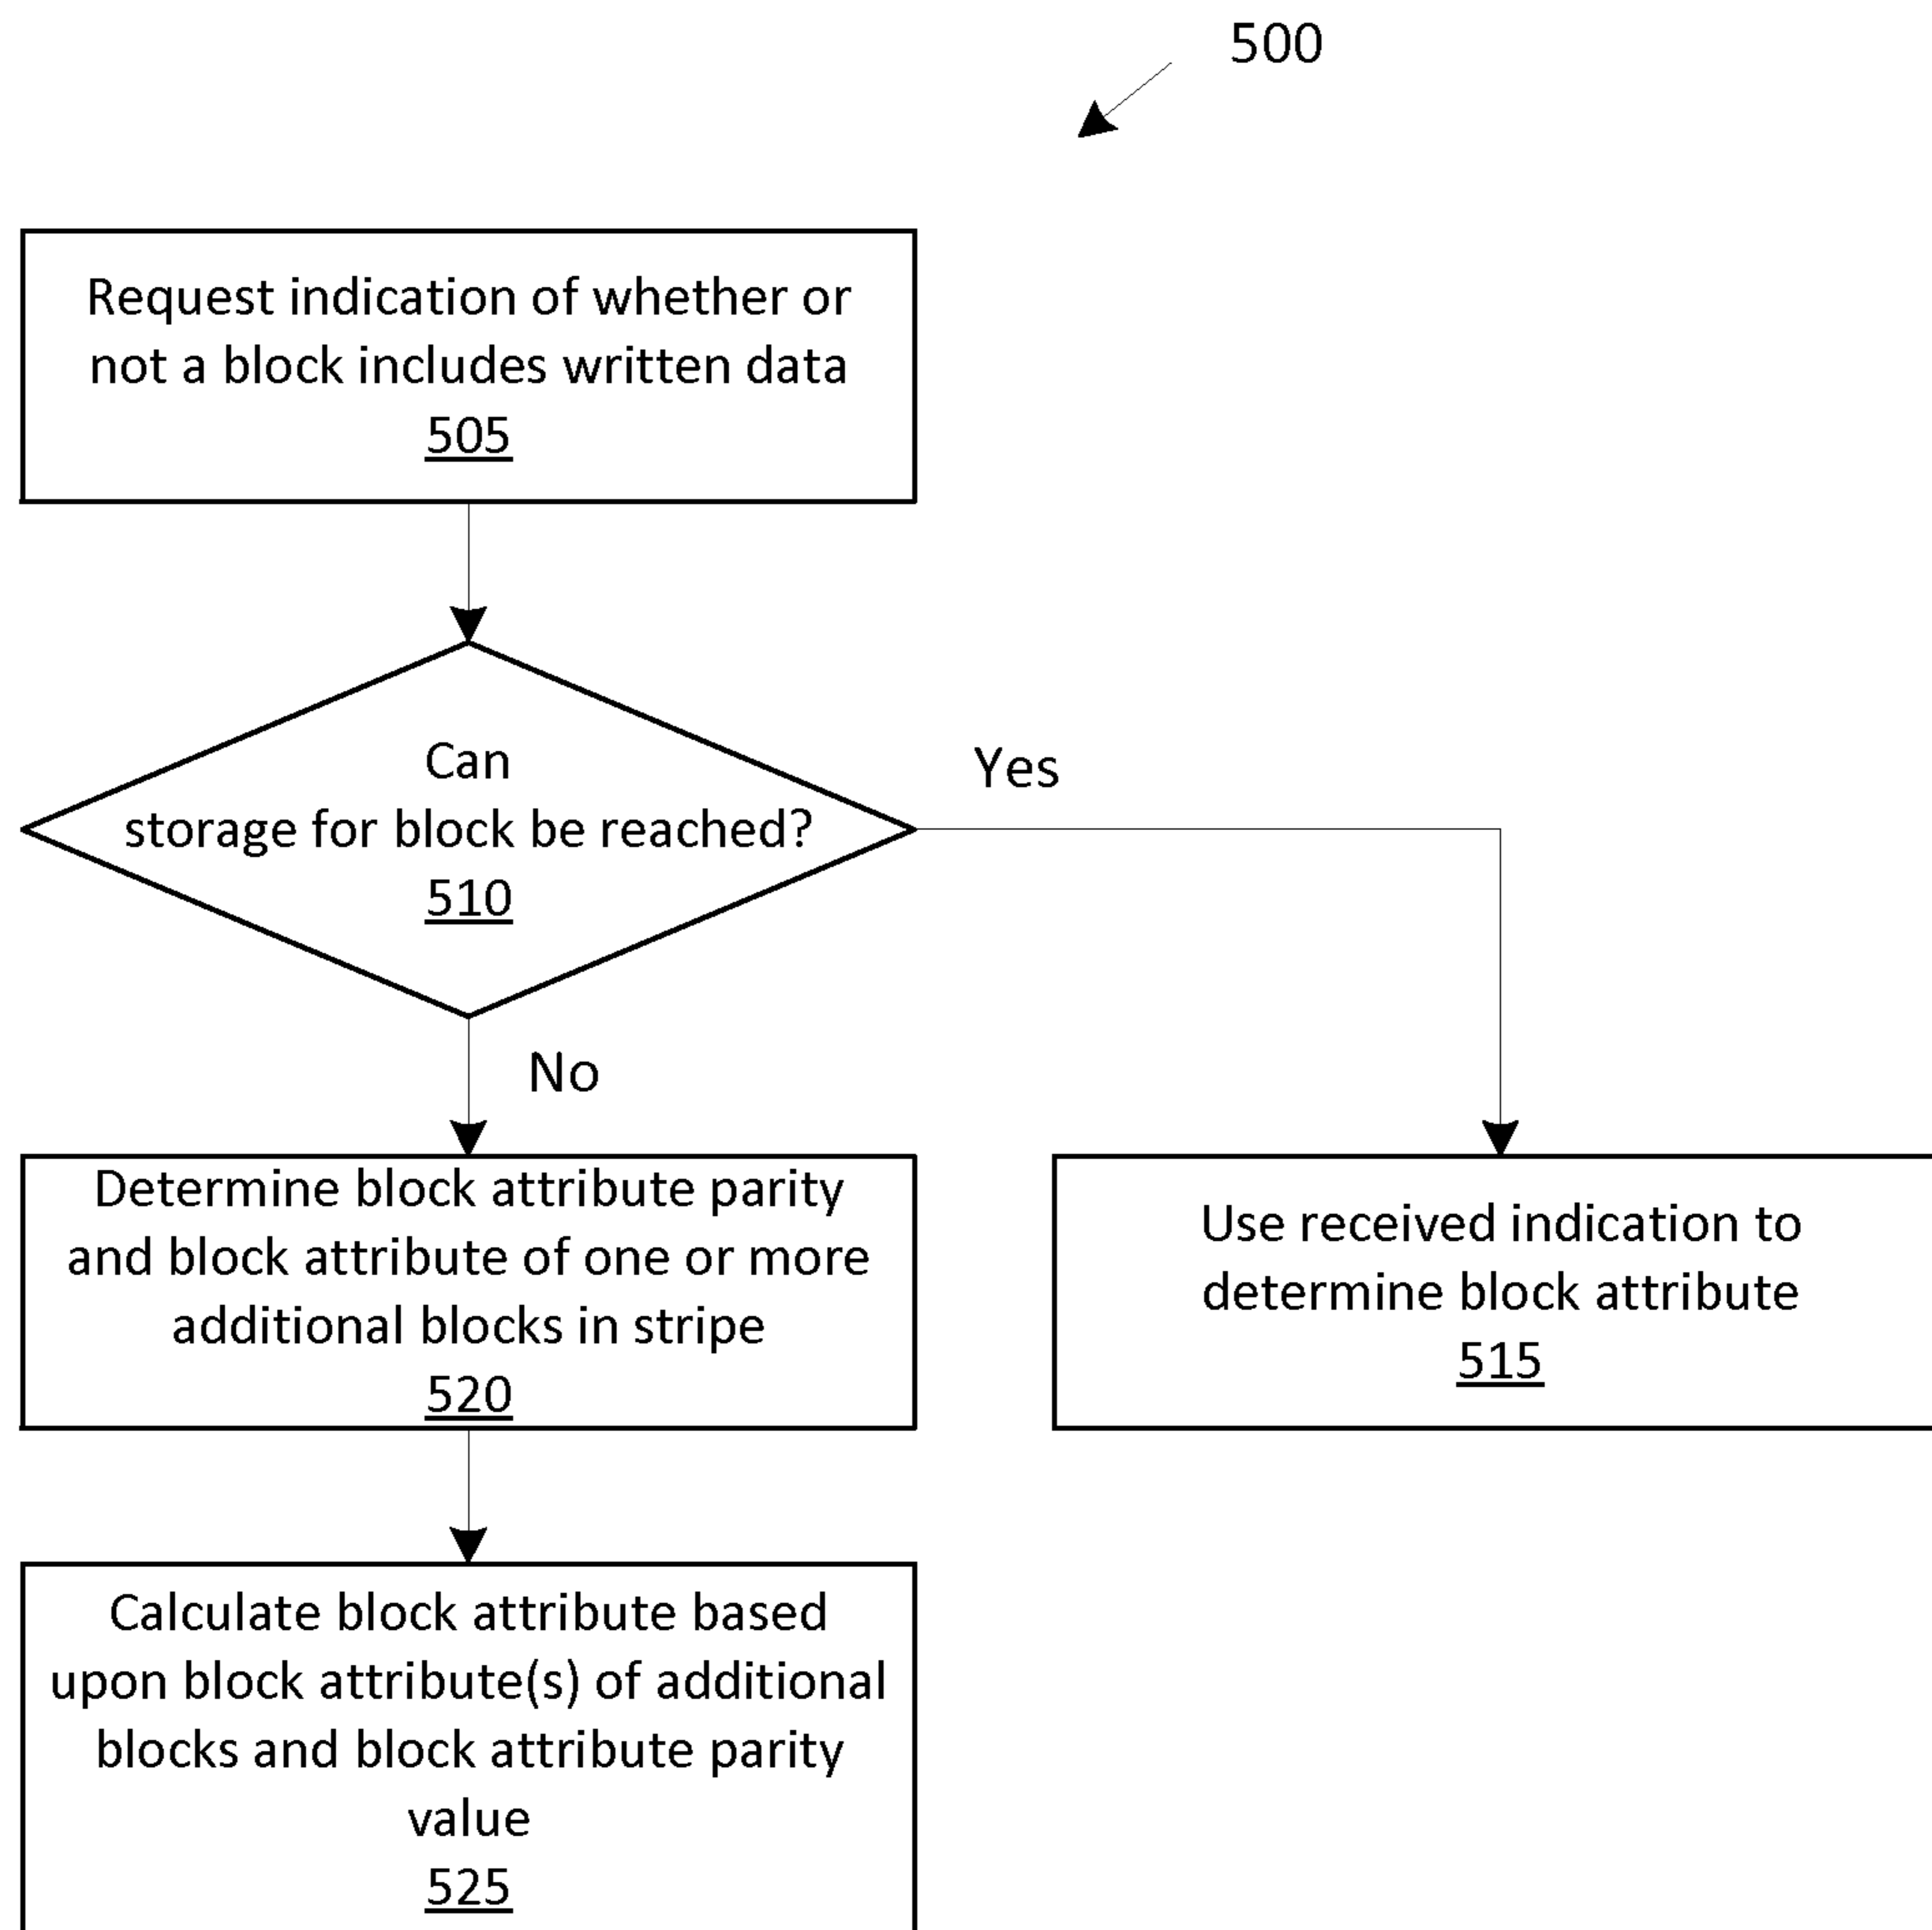 500
Request indication of whether or
not a block includes written data
505
Can
storage for block be reached?
510
Yes
No
Determine block attribute parity
and block attribute of one or more
additional blocks in stripe
520
Use received indication to
determine block attribute
515
Calculate block attribute based
upon block attribute(s) of additional
blocks and block attribute parity
value
525